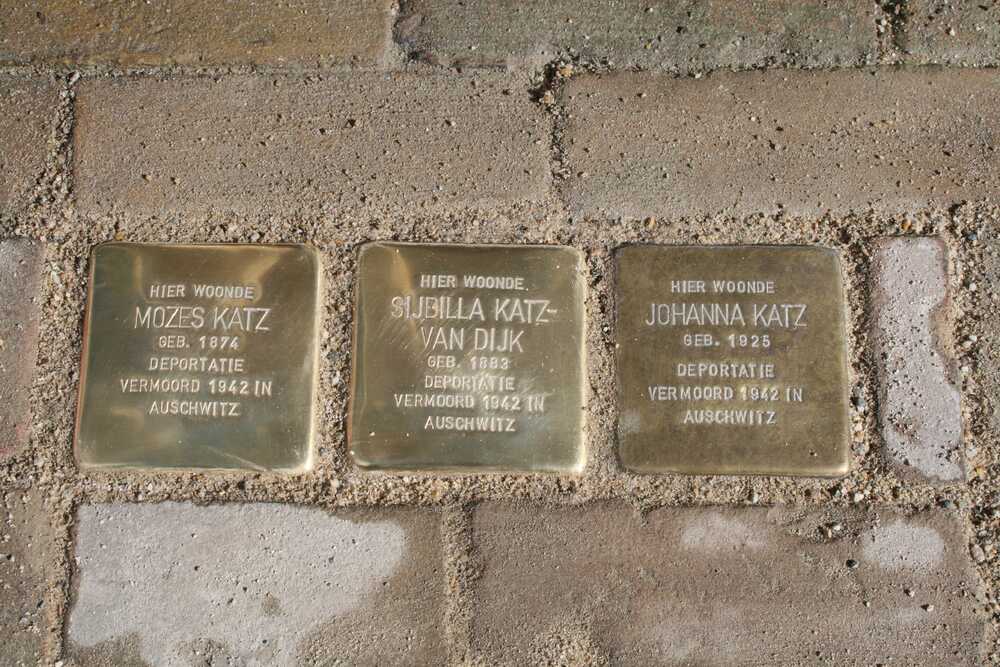 HIER WOONDE
MOZES KATZ
GEB. 1874
DEPORTATIE
VERMOORD 1942 IN
AUSCHWITZ
HIER WOONDE
SIJBILLA KATZ-
VAN DIJK
GEB. 1883
DEPORTATIE
VERMOORD 1942 IN
AUSCHWITZ
HIER WOONDE
JOHANNA KATZ
GEB. 1925
DEPORTATIE
VERMOORD 1942 IN
AUSCHWITZ